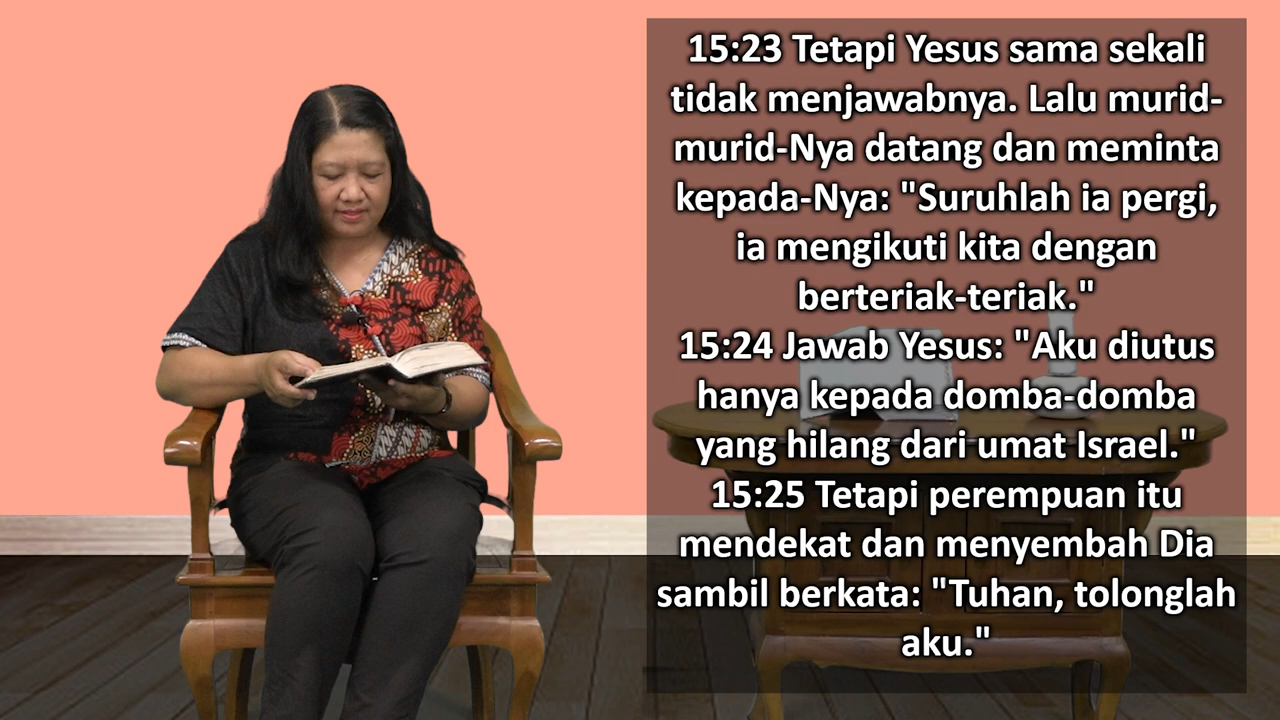 15:23 Tetapi Yesus sama sekali
tidak menjawabnya. Lalu murid-
murid-Nya datang dan meminta
kepada-Nya: "Suruhlah ia pergi,
ia mengikuti kita dengan
berteriak-teriak."
15:24 Jawab Yesus: "Aku diutus
hanya kepada domba-domba
yang hilang dari umat Israel."
15:25 Tetapi perempuan itu
mendekat dan menyembah Dia
sambil berkata: "Tuhan, tolonglah
aku."